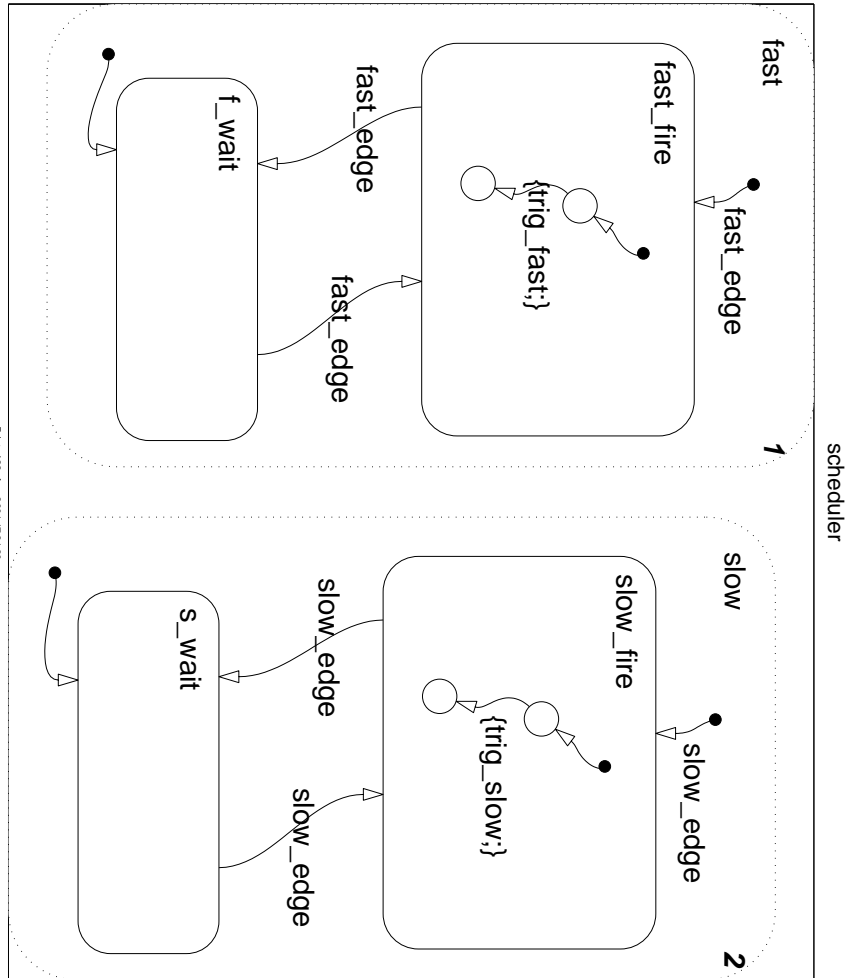 scheduler
fast
1
fast_edge
fast_fire
{trig_fast;}
fast_edge
fast_edge
f_wait
slow
2
slow_edge
slow_fire
{trig_slow;}
slow_edge
slow_edge
s_wait